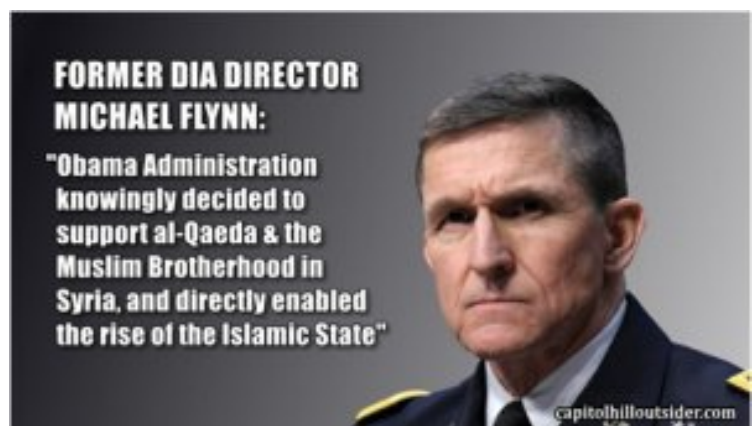 FORMER DIA DIRECTOR
MICHAEL FLYNN:
"Obama Administration
knowingly decided to
support al-Qaeda & the
Muslim Brotherhood in
Syria, and directly enabled
the rise of the Islamic State"
capitolhilloutsider.com